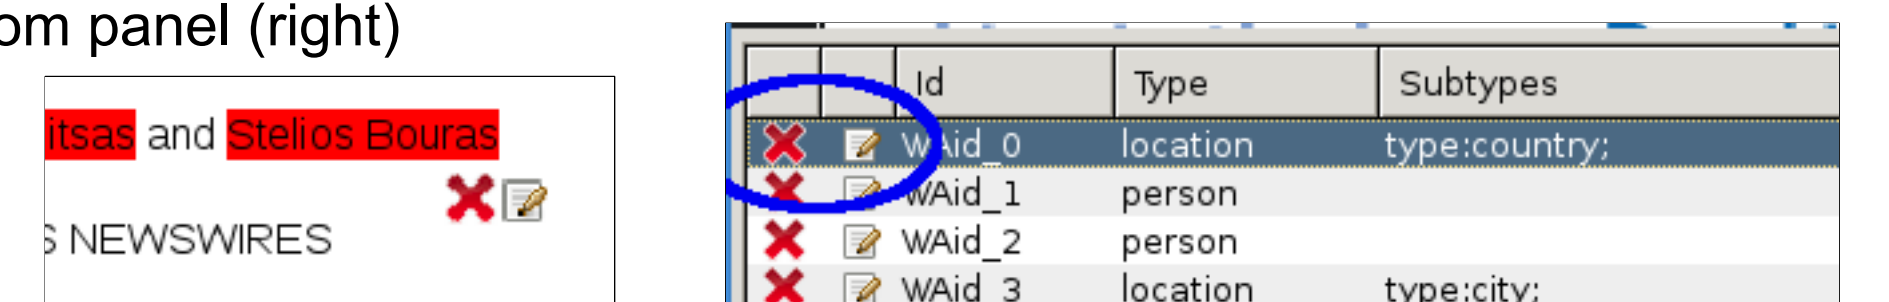 om panel (right)
itsas and Stelios Bouras
S NEWSWIRES
Id Type Subtypes
WAid_0 location type:country;
WAid_1 person
WAid_2 person
WAid_3 location type:city;